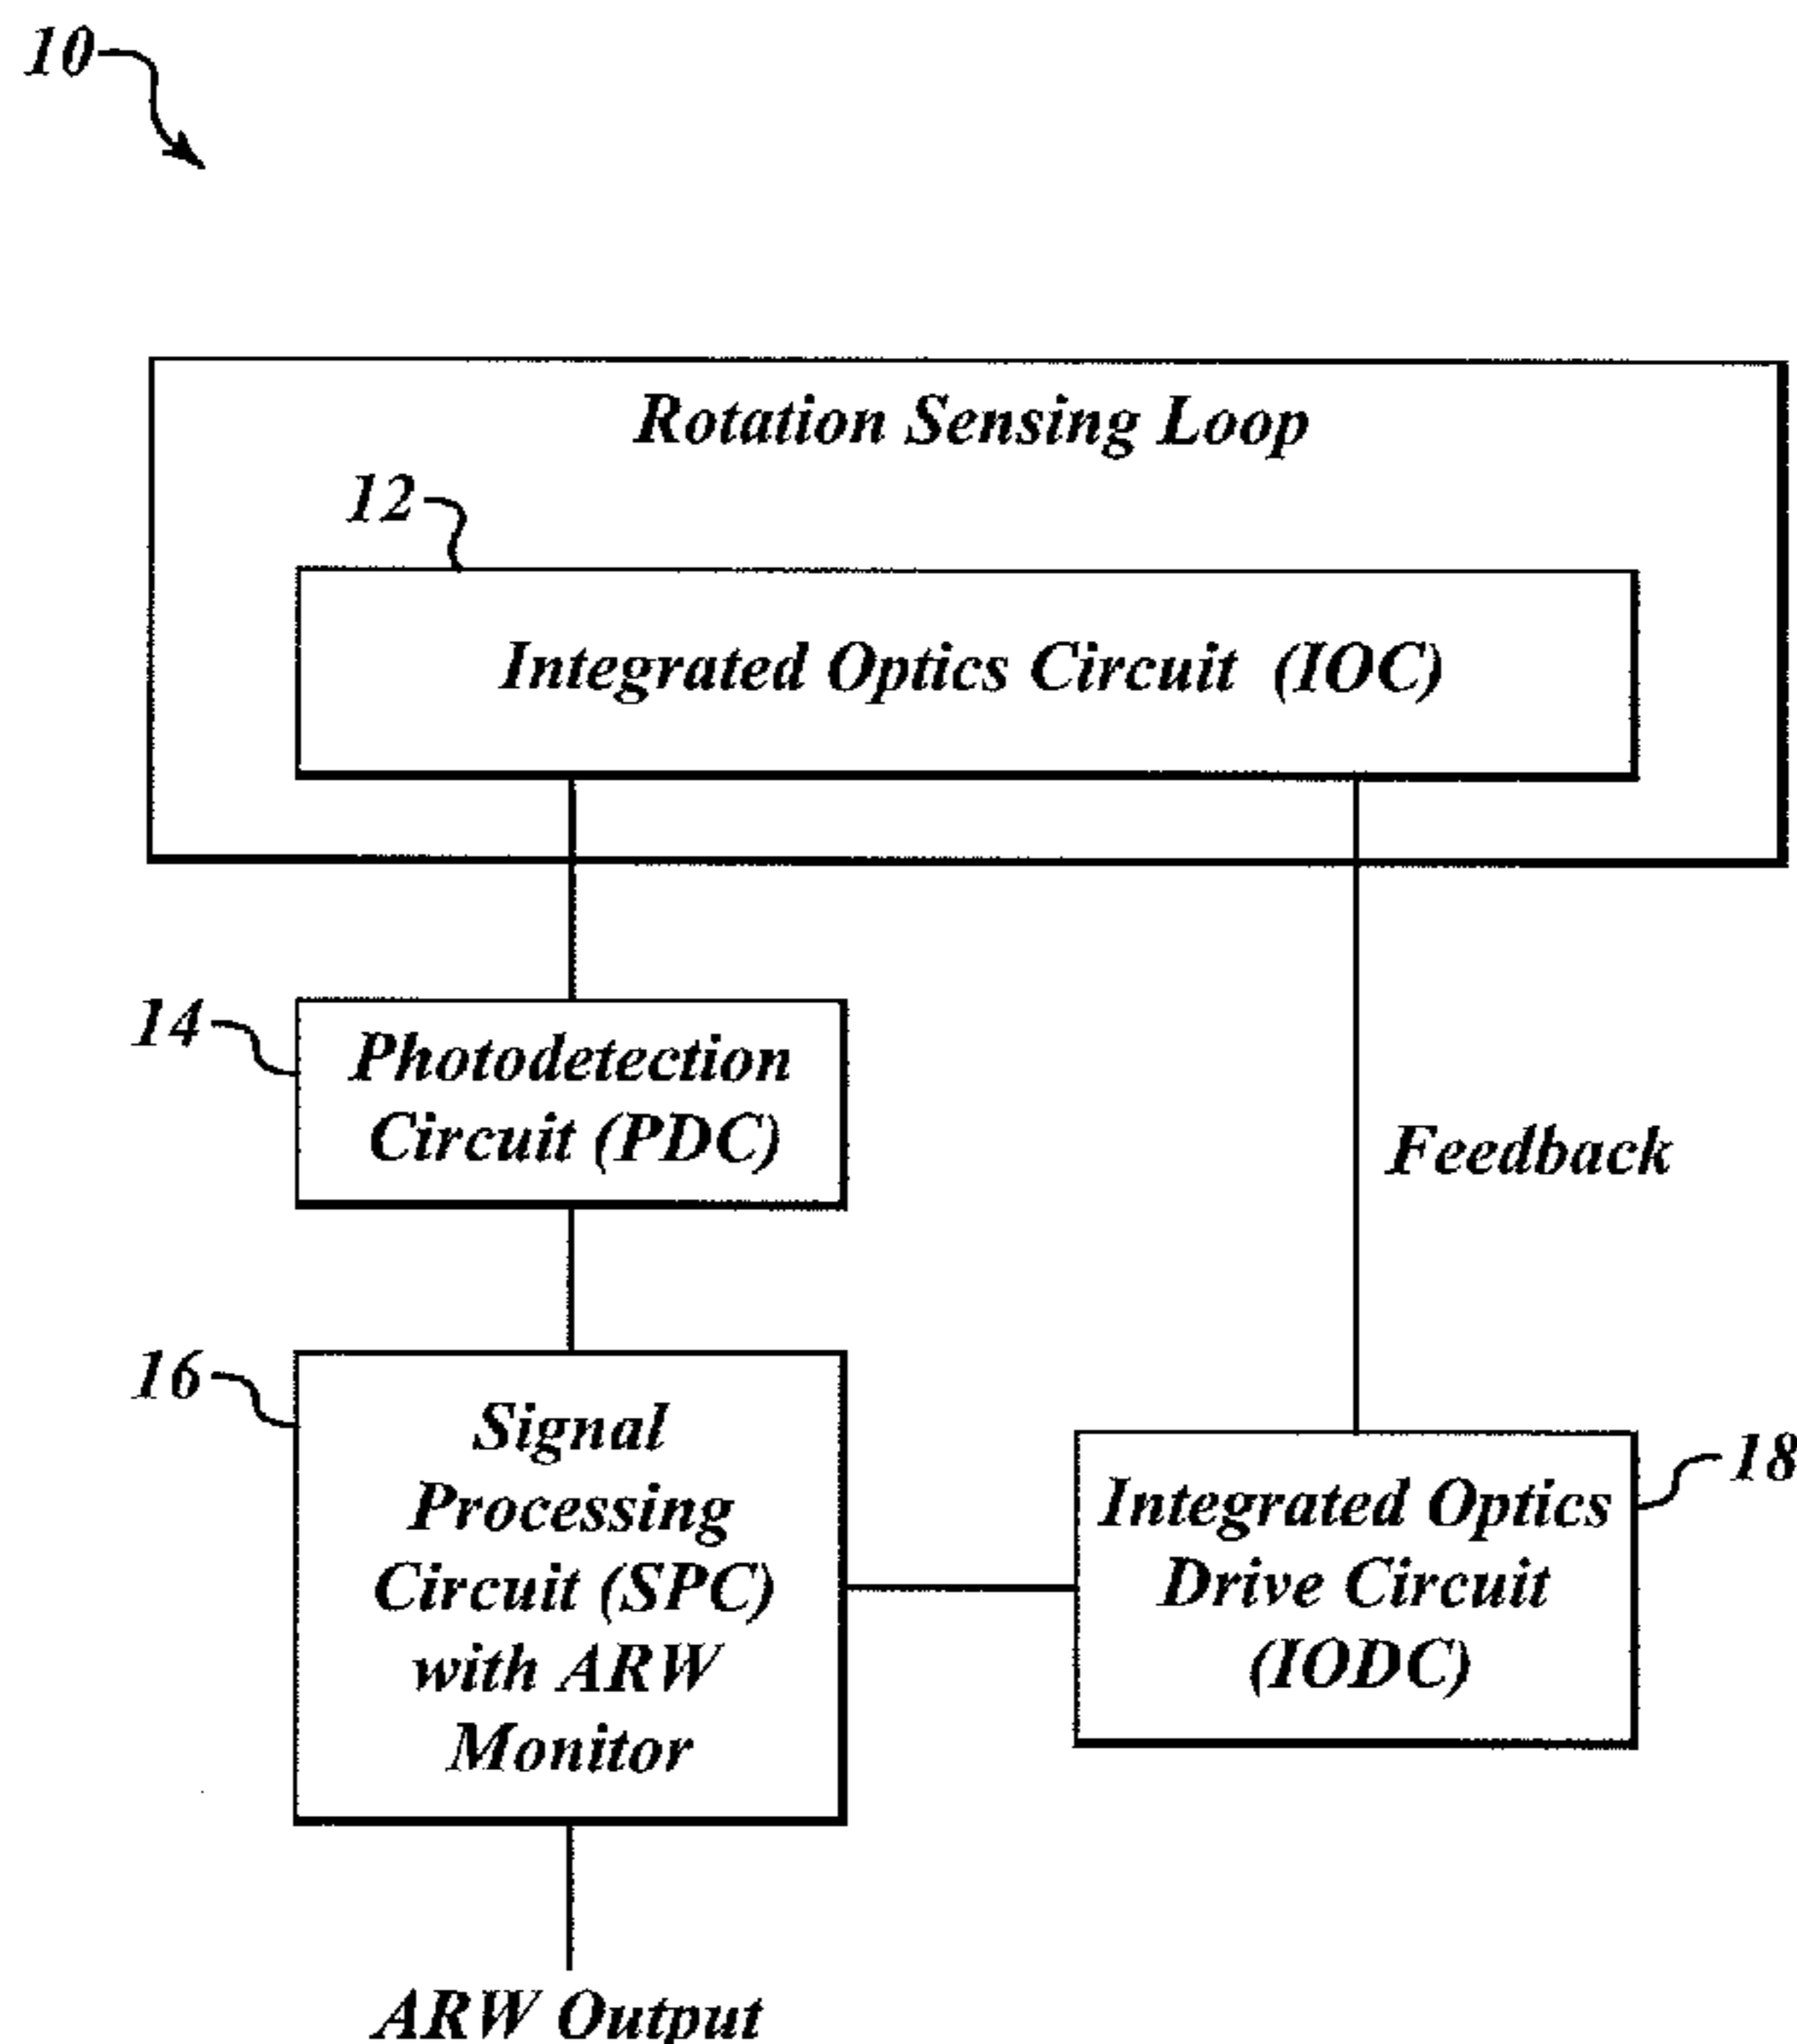 10
Rotation Sensing Loop
12
Integrated Optics Circuit (IOC)
14
Photodetection
Circuit (PDC)
Feedback
16
Signal
Processing
Circuit (SPC)
with ARW
Monitor
18
Integrated Optics
Drive Circuit
(IODC)
ARW Output